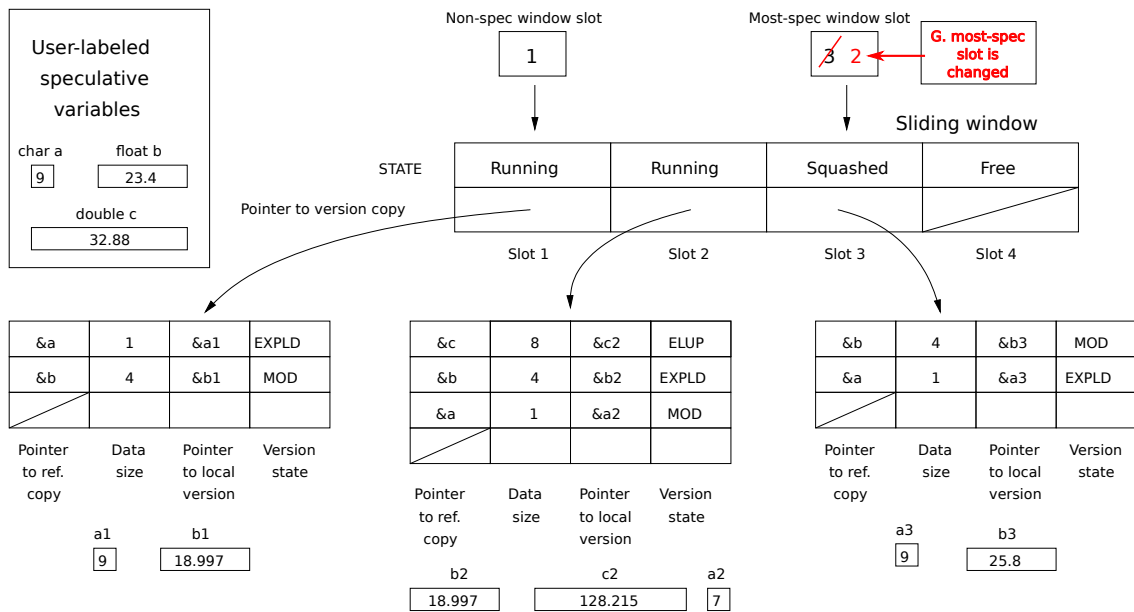 User-labeled
speculative
variables
char a
float b
9
23.4
double c
32.88
Non-spec window slot
1
Most-spec window slot
3 2
G. most-spec
slot is
changed
Sliding window
STATE
Running
Running
Squashed
Free
Pointer to version copy
Slot 1
Slot 2
Slot 3
Slot 4
&a 1 &a1 EXPLD
&b 4 &b1 MOD
Pointer
to ref.
copy
Data
size
Pointer
to local
version
Version
state
a1
9
b1
18.997
&c 8 &c2 ELUP
&b 4 &b2 EXPLD
&a 1 &a2 MOD
Pointer
to ref.
copy
Data
size
Pointer
to local
version
Version
state
b2
18.997
c2
128.215
a2
7
&b 4 &b3 MOD
&a 1 &a3 EXPLD
Pointer
to ref.
copy
Data
size
Pointer
to local
version
Version
state
a3
9
b3
25.8